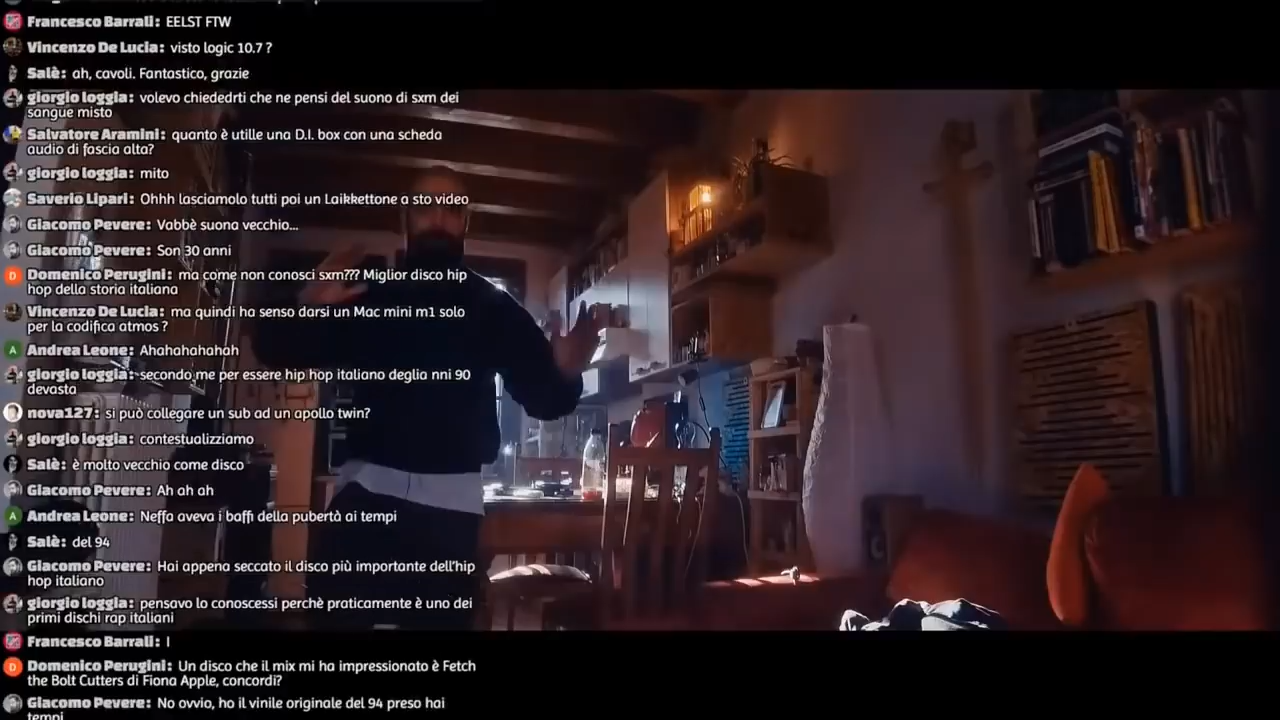 Francesco Barrali: EELST FTW
Vincenzo De Lucia: visto logic 10.7 ?
Salè: ah, cavoli. Fantastico, grazie
giorgio loggia: volevo chiededrti che ne pensi del suono di sxm dei
sangue misto
Salvatore Aramini: quanto è utille una D.I. box con una scheda
audio di fascia alta?
giorgio loggia: mito
Saverio Lipari: Ohhh lasciamolo tutti poi un Laikkettone a sto video
Giacomo Pevere: Vabbè suona vecchio...
Giacomo Pevere: Son 30 anni
D
Domenico Perugini: ma come non conosci sxm??? Miglior disco hip
hop della storia italiana
Vincenzo De Lucia: ma quindi ha senso darsi un Mac mini m1 solo
per la codifica atmos ?
A
Andrea Leone: Ahahahahahah
giorgio loggia: secondo me per essere hip hop italiano deglia nni 90
devasta
nova127: si può collegare un sub ad un apollo twin?
giorgio loggia: contestualizziamo
Salè: è molto vecchio come disco
Giacomo Pevere: Ah ah ah
A
Andrea Leone: Neffa aveva i baffi della pubertà ai tempi
Salè: del 94
Giacomo Pevere: Hai appena seccato il disco più importante dell'hip
hop italiano
giorgio loggia: pensavo lo conoscessi perchè praticamente è uno dei
primi dischi rap italiani
Francesco Barrali: I
D
Domenico Perugini: Un disco che il mix mi ha impressionato è Fetch
the Bolt Cutters di Fiona Apple, concordi?
Giacomo Pevere: No ovvio, ho il vinile originale del 94 preso hai
tempi